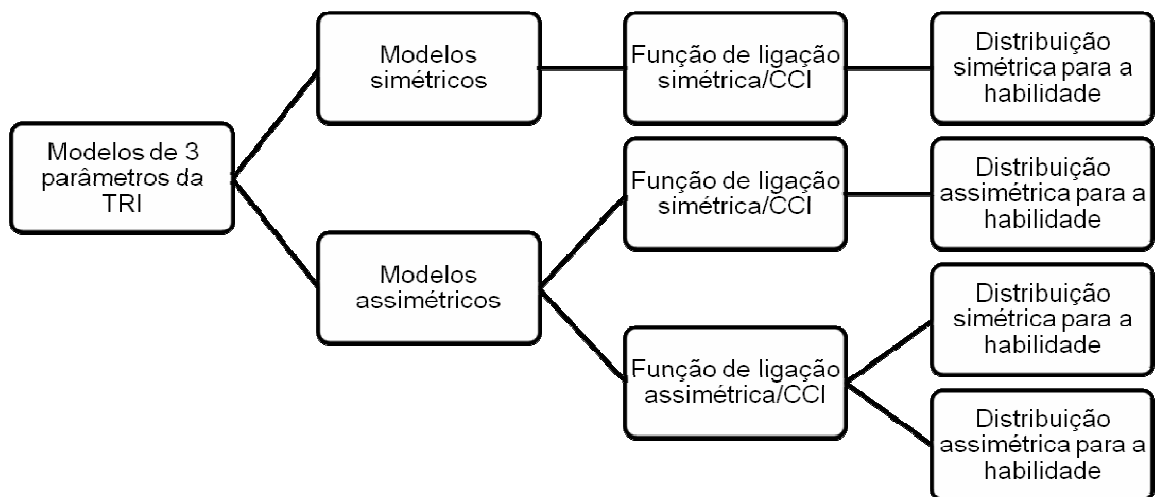 Modelos de 3
parâmetros da
TRI
Modelos
simétricos
Função de ligação
simétrica/CCI
Distribuição
simétrica para a
habilidade
Modelos
assimétricos
Função de ligação
simétrica/CCI
Distribuição
assimétrica para a
habilidade
Função de ligação
assimétrica/CCI
Distribuição
simétrica para a
habilidade
Distribuição
assimétrica para a
habilidade